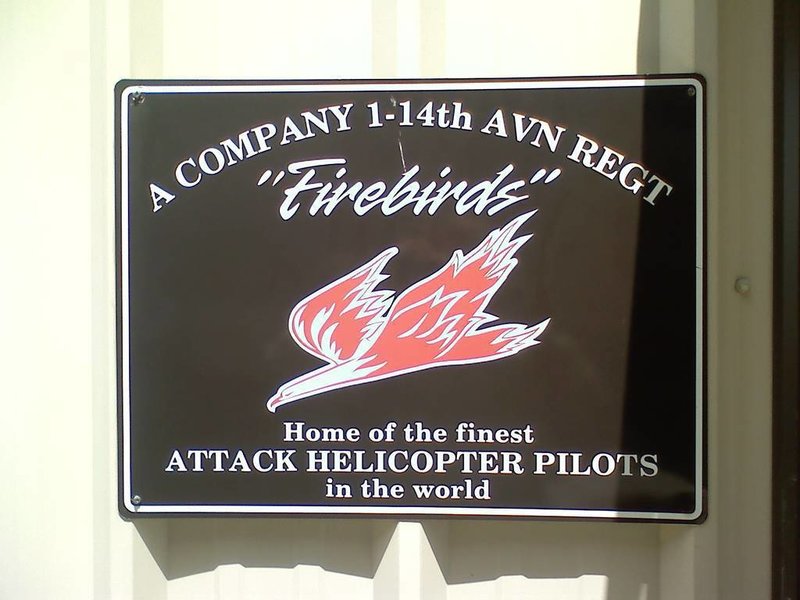 A COMPANY 1-14th AVN REGT
"Firebirds"
Home of the finest
ATTACK HELICOPTER PILOTS
in the world